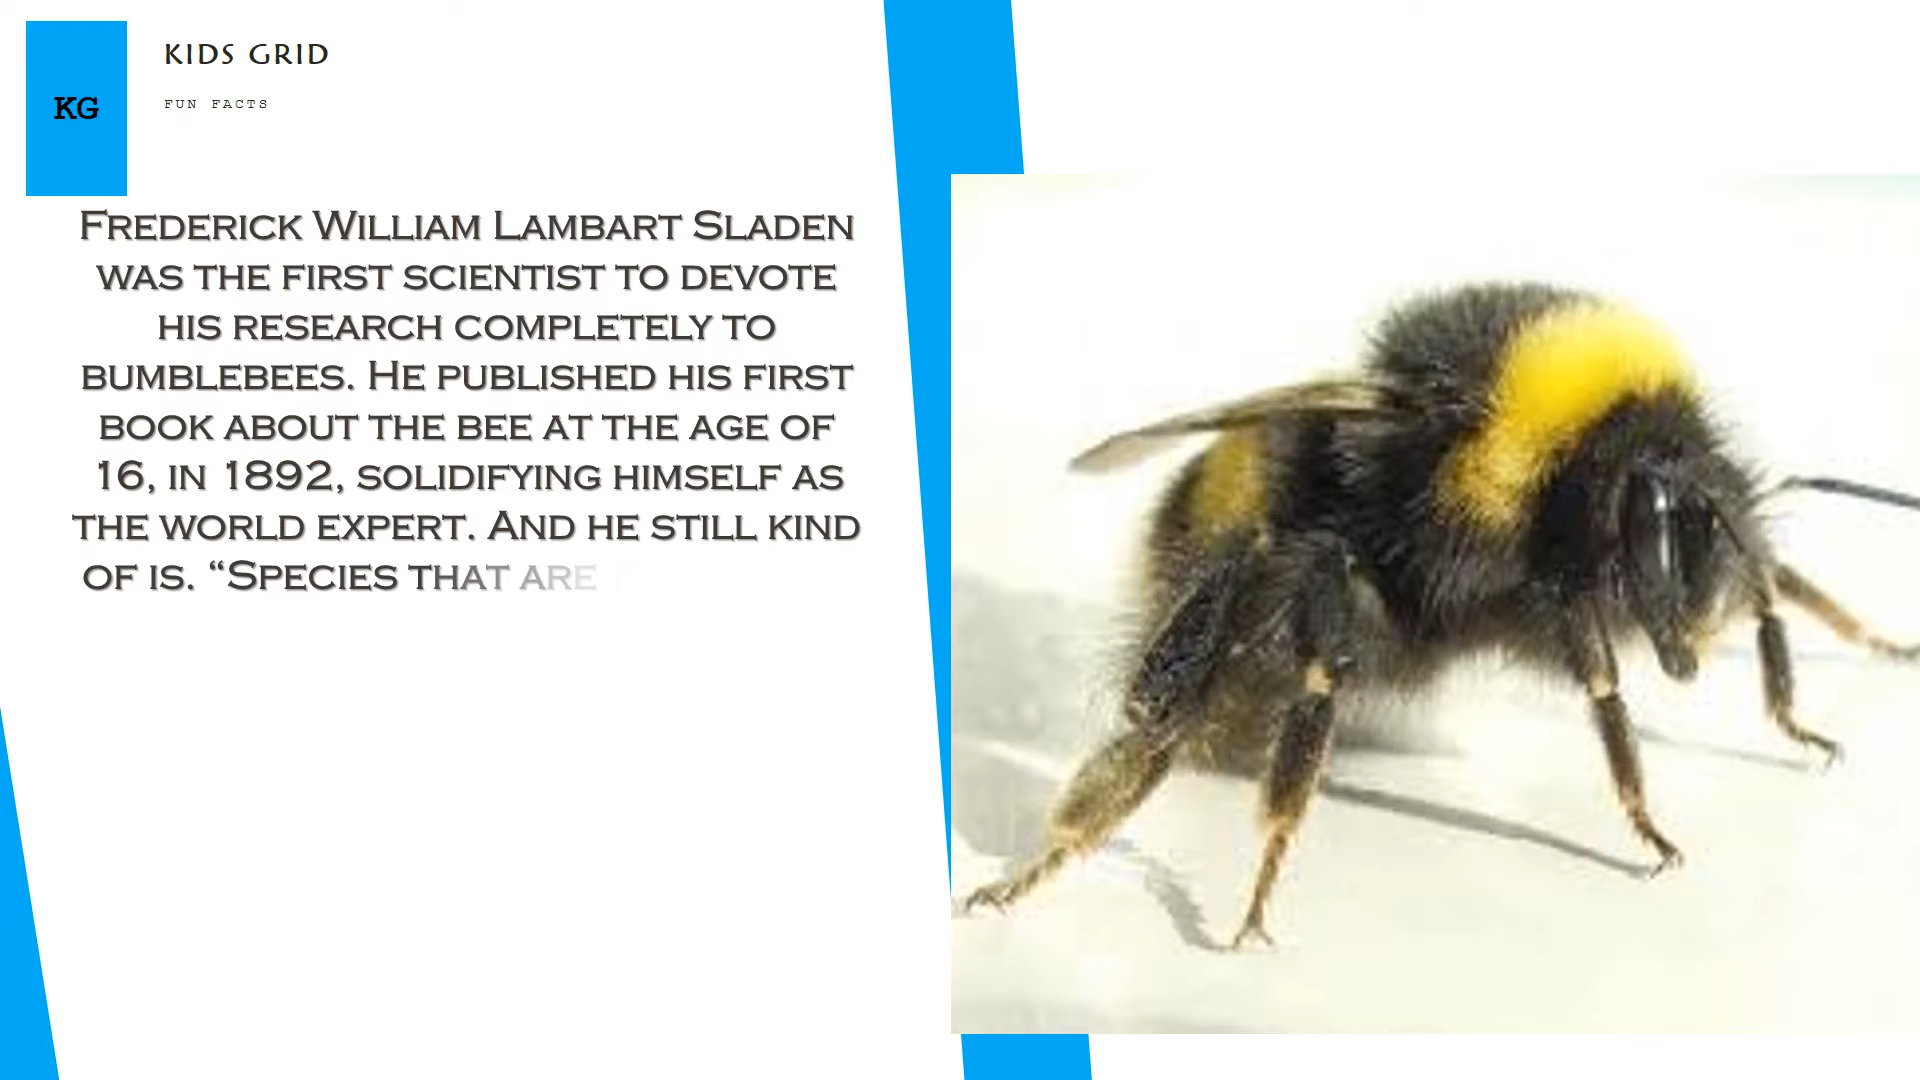 KG
KIDS GRID
FUN FACTS
Frederick William Lambart Sladen
was the first scientist to devote
his research completely to
bumblebees. He published his first
book about the bee at the age of
16, in 1892, solidifying himself as
the world expert. And he still kind
of is. “Species that are